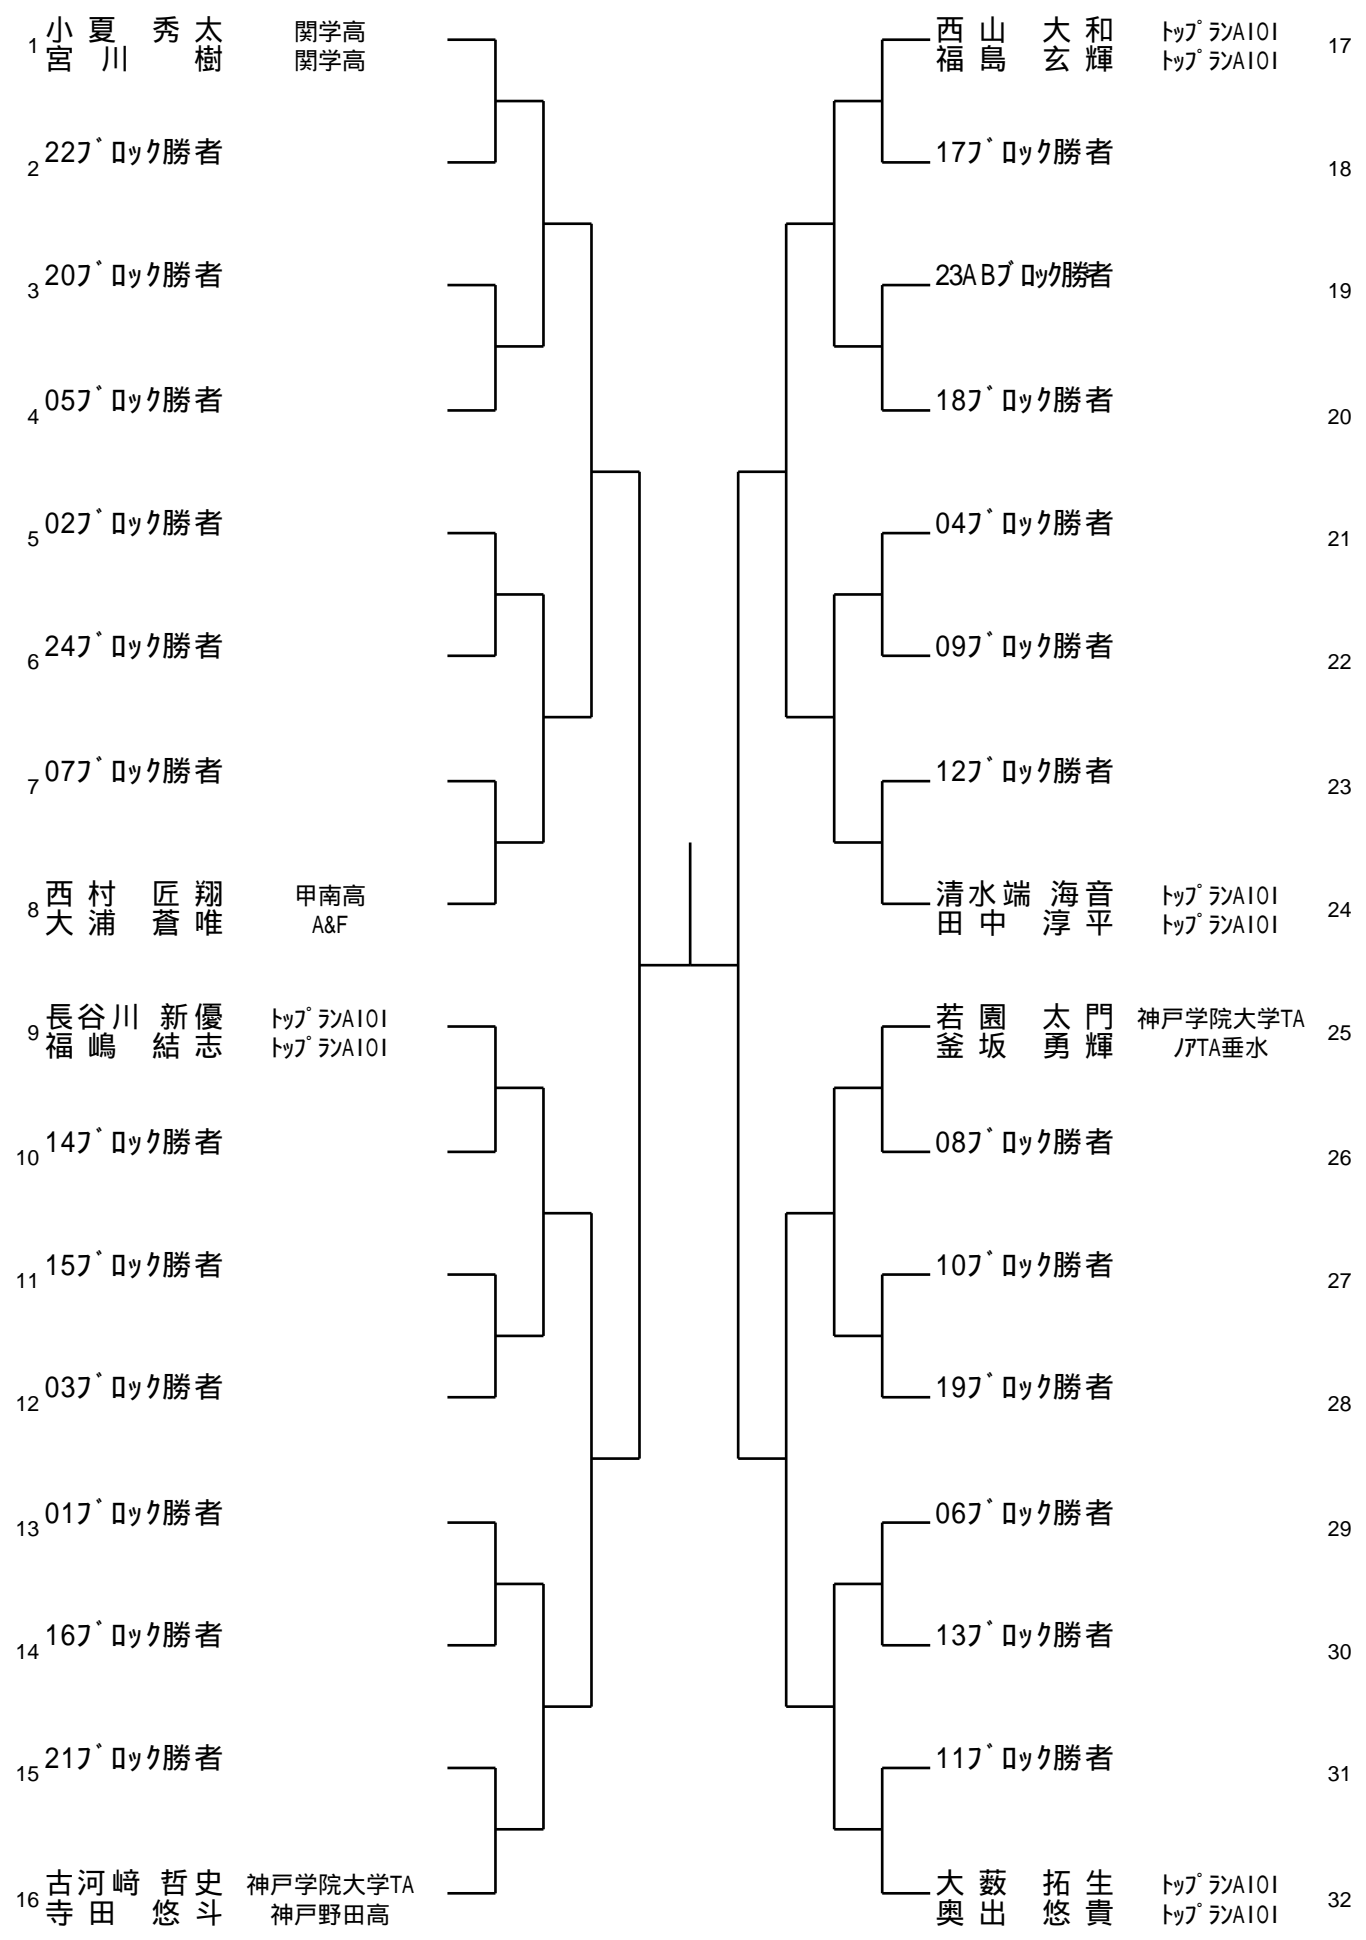 1 小夏 秀太 関学高
宮川 樹 関学高
2 22ブロック勝者
3 20ブロック勝者
4 05ブロック勝者
5 02ブロック勝者
6 24ブロック勝者
7 07ブロック勝者
8 西村 匠翔 甲南高
大浦 蒼唯 A&F
9 長谷川 新優 トップランAIOI
福嶋 結志 トップランAIOI
10 14ブロック勝者
11 15ブロック勝者
12 03ブロック勝者
13 01ブロック勝者
14 16ブロック勝者
15 21ブロック勝者
16 古河﨑 哲史 神戸学院大学TA
寺田 悠斗 神戸野田高
西山 大和 トップランAIOI 17
福島 玄輝 トップランAIOI
17ブロック勝者 18
23ABブロック勝者 19
18ブロック勝者 20
04ブロック勝者 21
09ブロック勝者 22
12ブロック勝者 23
清水端 海音 トップランAIOI 24
田中 淳平 トップランAIOI
若園 太門 神戸学院大学TA 25
釜坂 勇輝 ノアTA垂水
08ブロック勝者 26
10ブロック勝者 27
19ブロック勝者 28
06ブロック勝者 29
13ブロック勝者 30
11ブロック勝者 31
大薮 拓生 トップランAIOI 32
奥出 悠貴 トップランAIOI